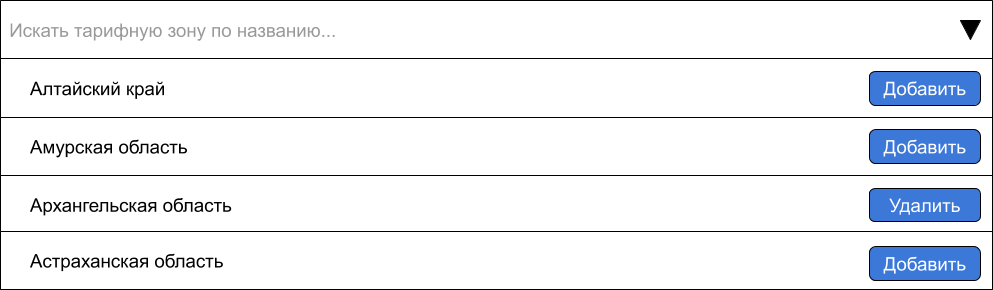 Искать тарифную зону по названию...
Алтайский край Добавить
Амурская область Добавить
Архангельская область Удалить
Астраханская область Добавить